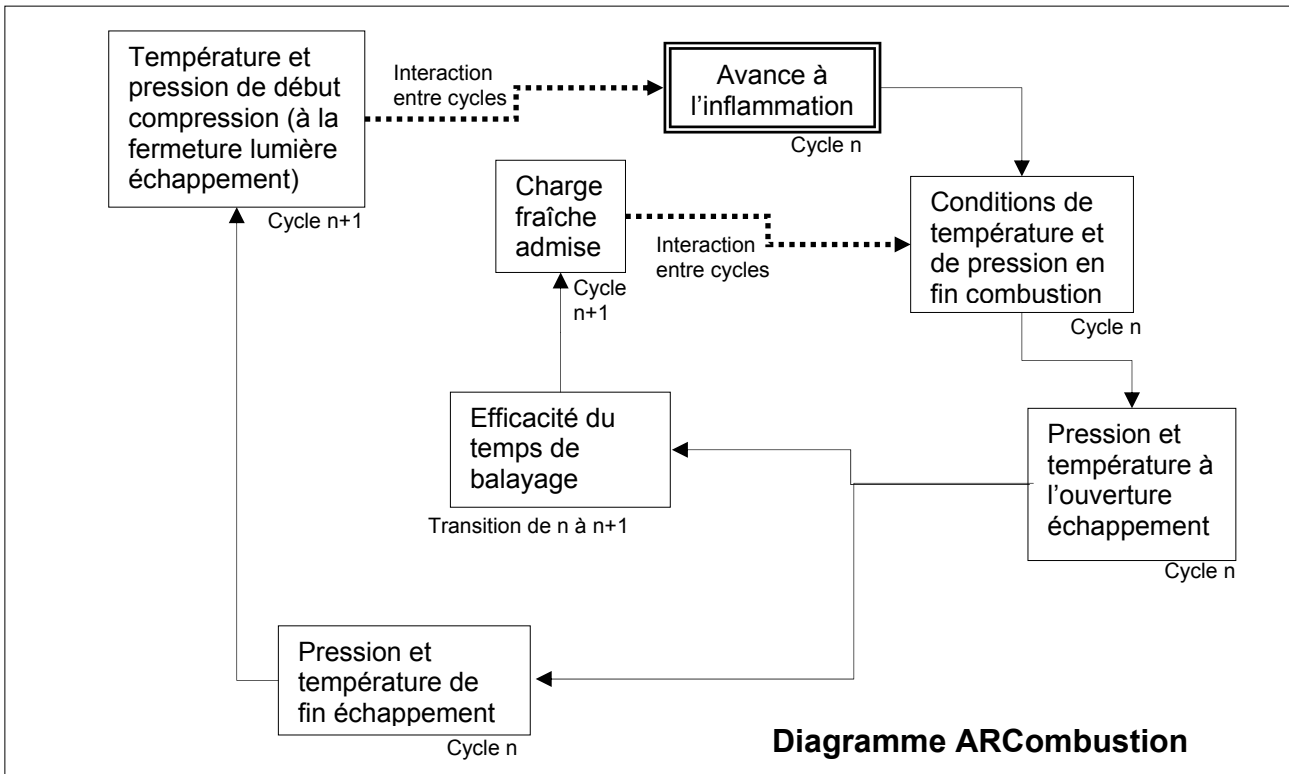 Température et
pression de début
compression (à la
fermeture lumière
échappement)
Cycle n+1
Interaction
entre cycles
Avance à
l'inflammation
Cycle n
Charge
fraîche
admise
Cycle
n+1
Interaction
entre cycles
Conditions de
température et
de pression en
fin combustion
Cycle n
Efficacité du
temps de
balayage
Transition de n à n+1
Pression et
température à
l'ouverture
échappement
Cycle n
Pression et
température de
fin échappement
Cycle n
Diagramme ARCombustion